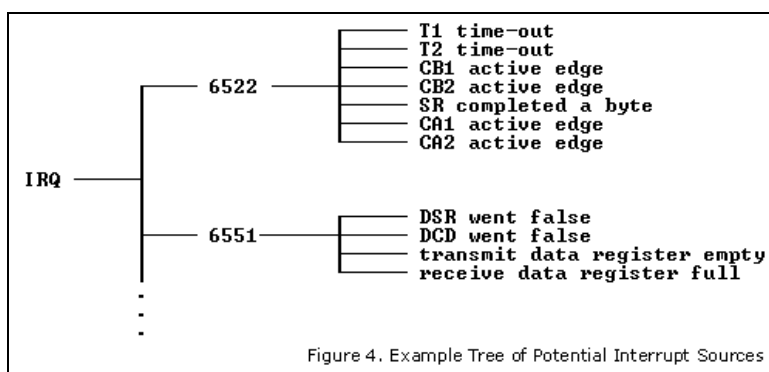 T1 time-out
T2 time-out
CB1 active edge
6522
CB2 active edge
SR completed a byte
CA1 active edge
CA2 active edge
IRQ
DSR went false
6551
DCD went false
transmit data register empty
receive data register full
Figure 4. Example Tree of Potential Interrupt Sources